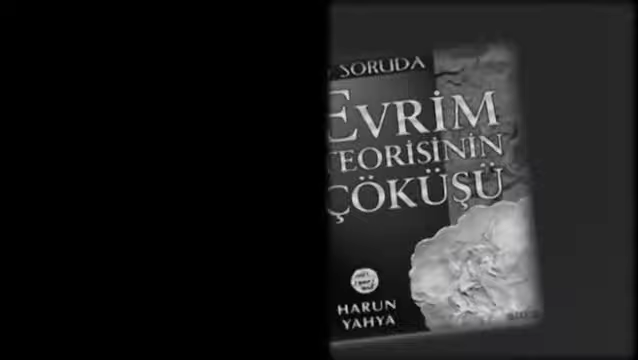 SORUDA
EVRİM
TEORİSİNİN
ÇÖKÜŞÜ
HARUN
YAHYA